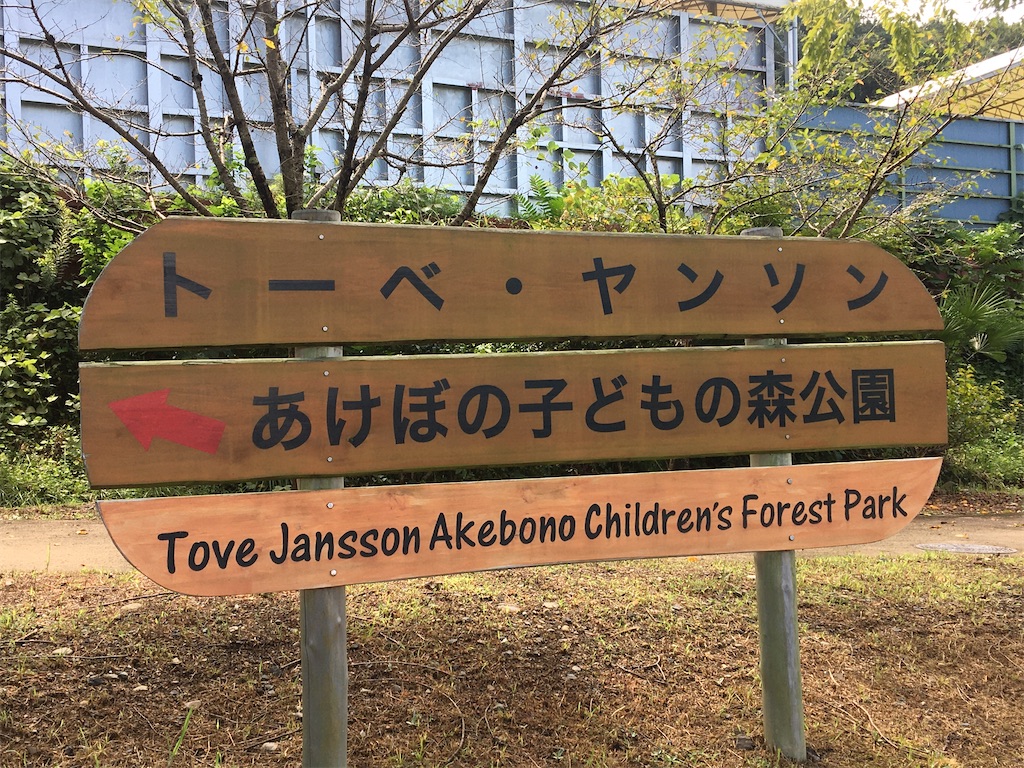 トーベ・ヤンソン
あけぼの子どもの森公園
Tove Jansson Akebono Children's Forest Park